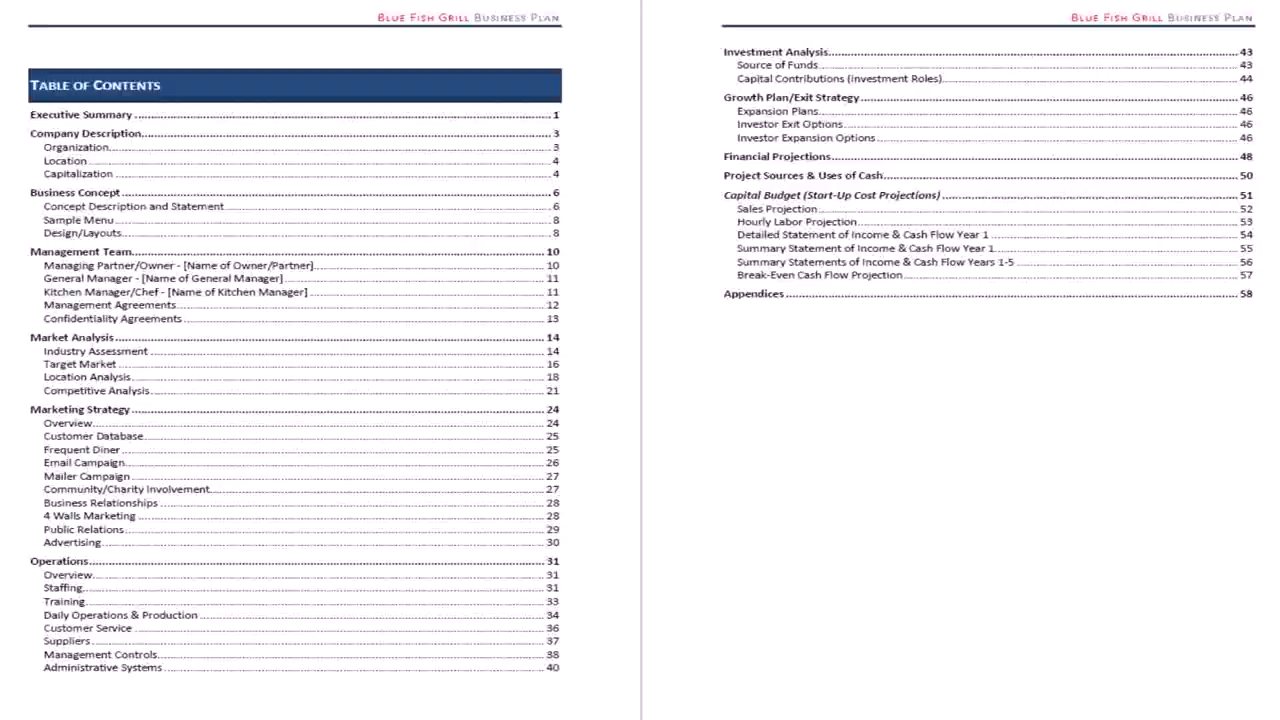 BLUE FISH GRILL BUSINESS PLAN
TABLE OF CONTENTS
Executive Summary 1
Company Description 3
Organization 3
Location 4
Capitalization 4
Business Concept 6
Concept Description and Statement 6
Sample Menu 8
Design/Layouts 8
Management Team 10
Managing Partner/Owner - [Name of Owner/Partner] 10
General Manager - [Name of General Manager] 11
Kitchen Manager/Chef - [Name of Kitchen Manager] 11
Management Agreements 12
Confidentiality Agreements 13
Market Analysis 14
Industry Assessment 14
Target Market 16
Location Analysis 18
Competitive Analysis 21
Marketing Strategy 24
Overview 24
Customer Database 25
Frequent Diner 25
Email Campaign 26
Mailer Campaign 27
Community/Charity Involvement 27
Business Relationships 28
4 Walls Marketing 28
Public Relations 29
Advertising 30
Operations 31
Overview 31
Staffing 31
Training 33
Daily Operations & Production 34
Customer Service 36
Suppliers 37
Management Controls 38
Administrative Systems 40
BLUE FISH GRILL BUSINESS PLAN
Investment Analysis 43
Source of Funds 43
Capital Contributions (Investment Roles) 44
Growth Plan/Exit Strategy 46
Expansion Plans 46
Investor Exit Options 46
Investor Expansion Options 46
Financial Projections 48
Project Sources & Uses of Cash 50
Capital Budget (Start-Up Cost Projections) 51
Sales Projection 52
Hourly Labor Projection 53
Detailed Statement of Income & Cash Flow Year 1 54
Summary Statement of Income & Cash Flow Year 1 55
Summary Statements of Income & Cash Flow Years 1-5 56
Break-Even Cash Flow Projection 57
Appendices 58